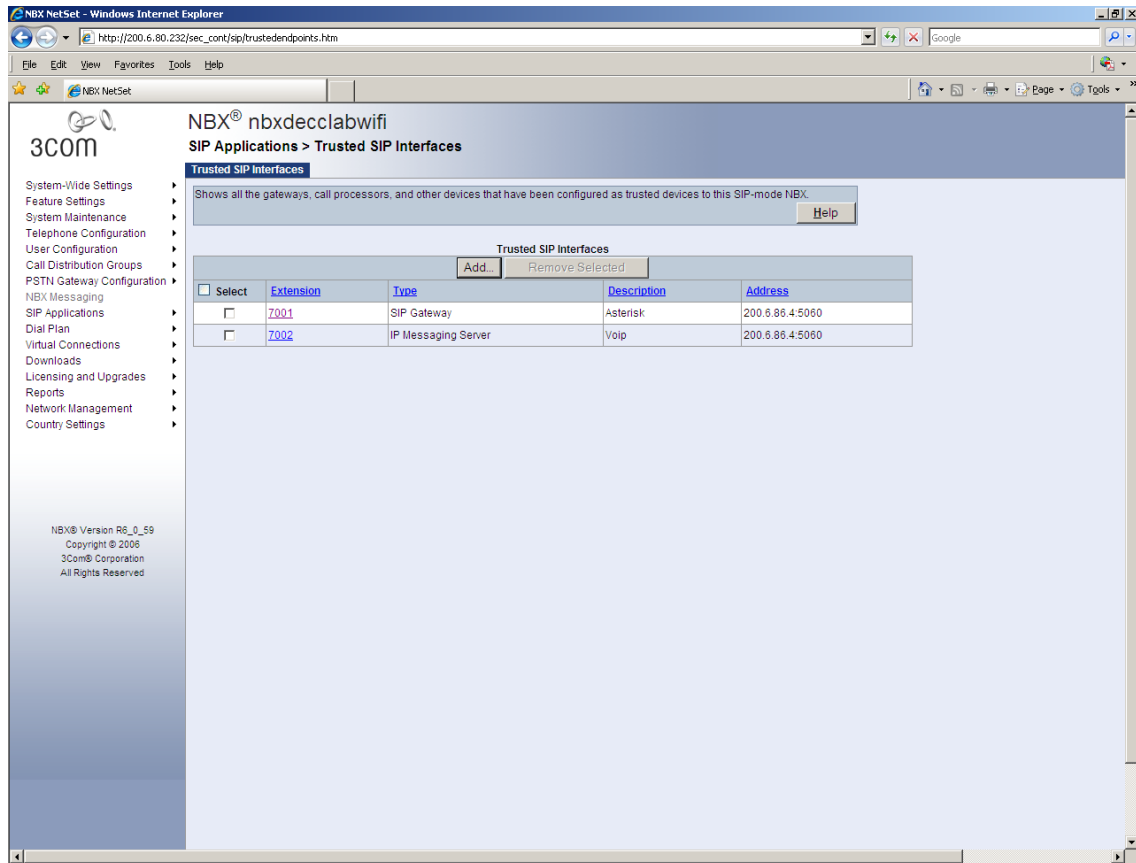 NBX NetSet - Windows Internet Explorer
http://200.6.80.232/sec_cont/sip/trustedendpoints.htm
Google
File Edit View Favorites Tools Help
NBX NetSet
Page Tools
3COM
NBX® nbxdecclabwifi
SIP Applications > Trusted SIP Interfaces
Trusted SIP Interfaces
Shows all the gateways, call processors, and other devices that have been configured as trusted devices to this SIP-mode NBX.
Help
System-Wide Settings
Feature Settings
System Maintenance
Telephone Configuration
User Configuration
Call Distribution Groups
PSTN Gateway Configuration
NBX Messaging
SIP Applications
Dial Plan
Virtual Connections
Downloads
Licensing and Upgrades
Reports
Network Management
Country Settings
Trusted SIP Interfaces
Add... Remove Selected
Select Extension Type Description Address
7001 SIP Gateway Asterisk 200.6.86.4:5060
7002 IP Messaging Server Voip 200.6.86.4:5060
NBX® Version R6_0_59
Copyright © 2006
3Com® Corporation
All Rights Reserved